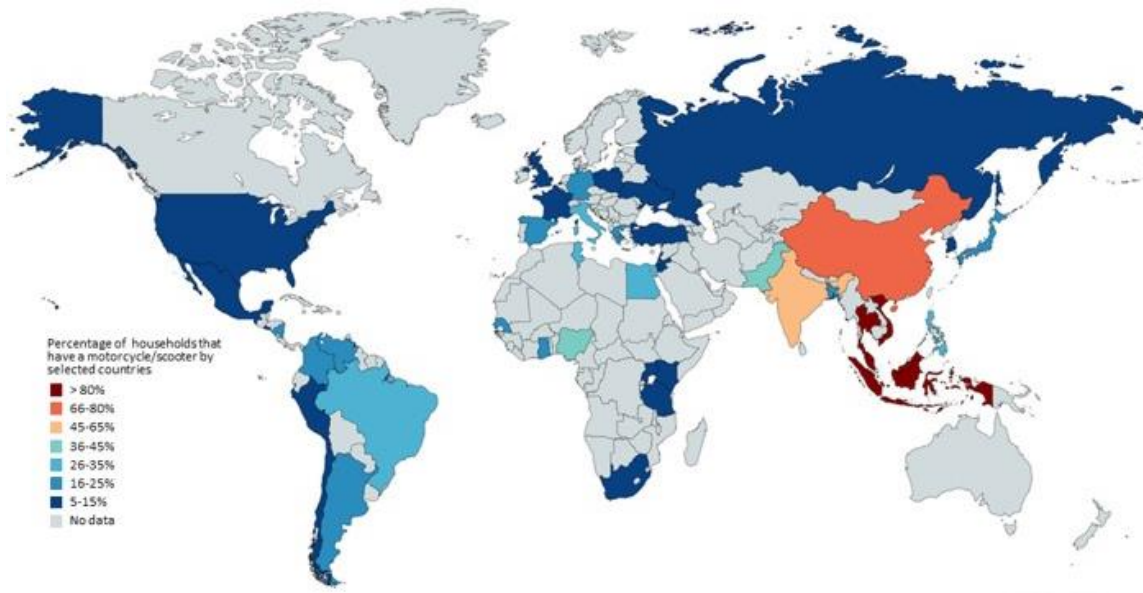 Percentage of households that
have a motorcycle/scooter by
selected countries
> 80%
66-80%
45-65%
36-45%
26-35%
16-25%
5-15%
No data